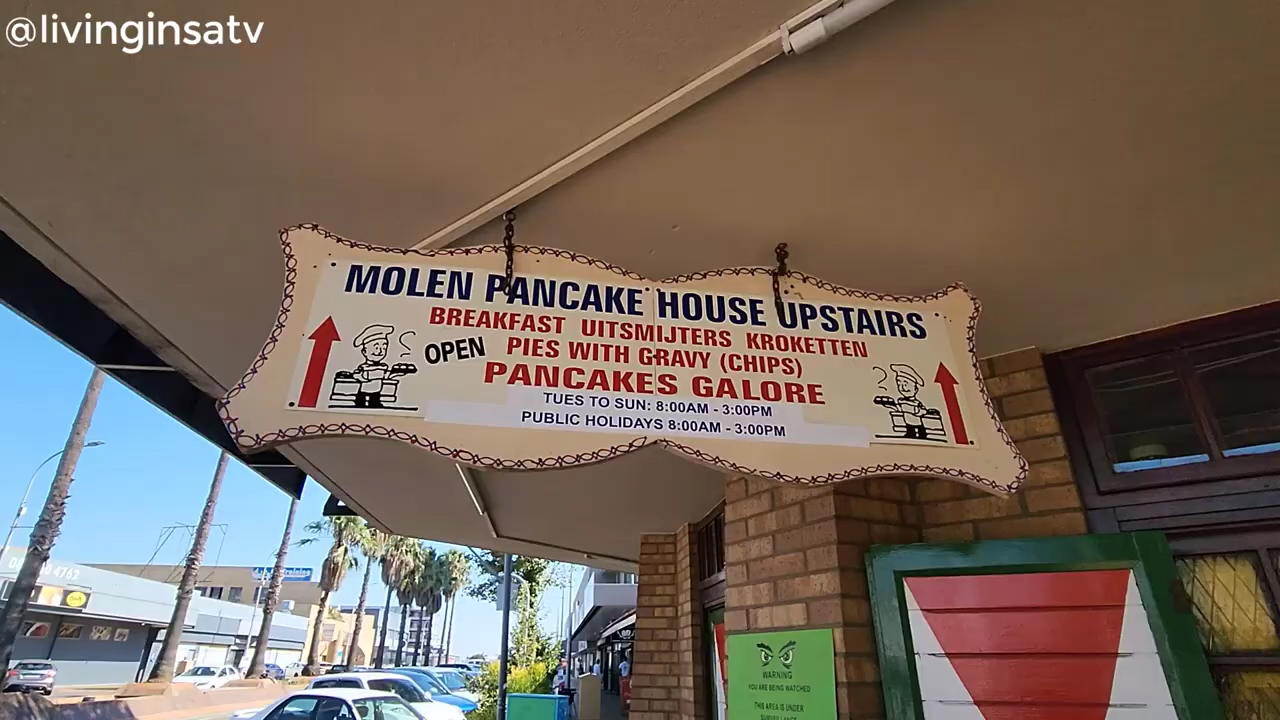 @livinginsatv
MOLEN PANCAKE HOUSE UPSTAIRS
BREAKFAST UITSMIJTERS KROKETTEN
OPEN PIES WITH GRAVY (CHIPS)
PANCAKES GALORE
TUES TO SUN: 8:00AM - 3:00PM
PUBLIC HOLIDAYS 8:00AM - 3:00PM
WARNING
YOU ARE BEING WATCHED
THIS AREA IS UNDER